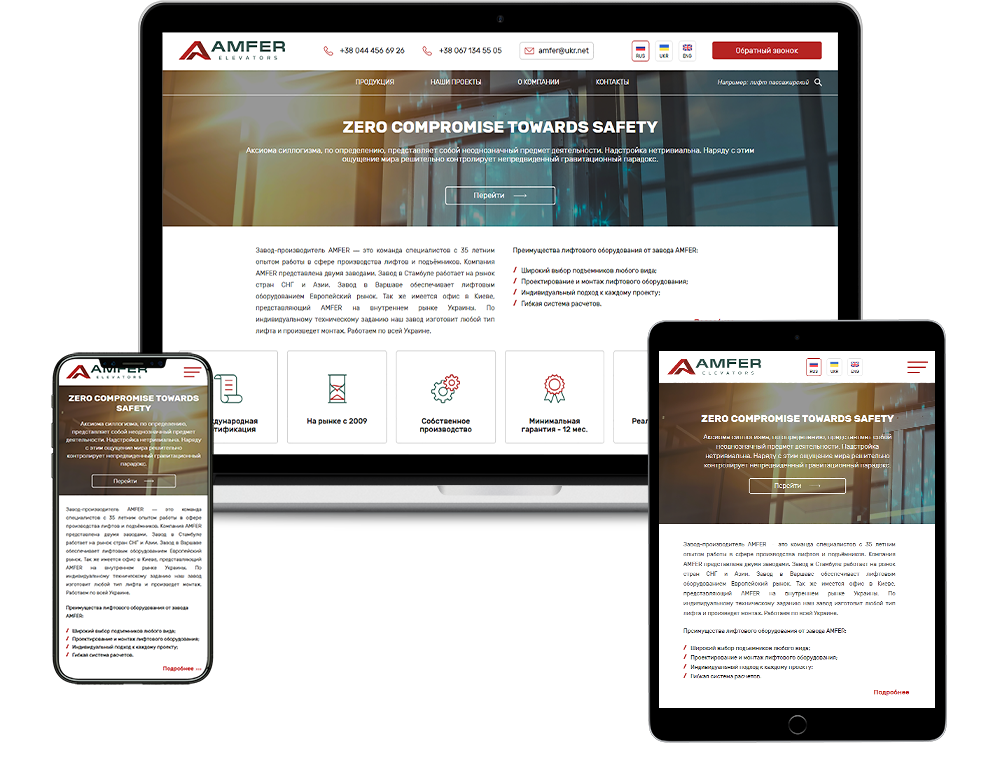 AMFER
ELEVATORS
+38 044 456 69 26
+38 067 134 55 05
amfer@ukr.net
RUS
UKR
ENG
Обратный звонок
ПРОДУКЦИЯ
НАШИ ПРОЕКТЫ
О КОМПАНИИ
КОНТАКТЫ
Например: лифт пассажирский
ZERO COMPROMISE TOWARDS SAFETY
Аксиома силлогизма, по определению, представляет собой неоднозначный предмет деятельности. Надстройка нетривиальна. Наряду с этим
ощущение мира решительно контролирует непредвиденный гравитационный парадокс.
Перейти
Завод-производитель AMFER — это команда специалистов с 35 летним
опытом работы в сфере производства лифтов и подъёмников. Компания
AMFER представлена двумя заводами. Завод в Стамбуле работает на рынок
стран СНГ и Азии. Завод в Варшаве обеспечивает лифтовым
оборудованием Европейский рынок. Так же имеется офис в Киеве,
представляющий AMFER на внутреннем рынке Украины. По
индивидуальному техническому заданию наш завод изготовит любой тип
лифта и произведет монтаж. Работаем по всей Украине.
Преимущества лифтового оборудования от завода AMFER:
Широкий выбор подъемников любого вида;
Проектирование и монтаж лифтового оборудования;
Индивидуальный подход к каждому проекту;
Гибкая система расчетов.
дународная
тификация
На рынке с 2009
Собственное
производство
Минимальная
гарантия - 12 мес.
Реал
AMFER
ELEVATORS
ZERO COMPROMISE TOWARDS
SAFETY
Аксиома силлогизма, по определению,
представляет собой неоднозначный предмет
деятельности. Надстройка нетривиальна. Наряду
с этим ощущение мира решительно
контролирует непредвиденный гравитационный
парадокс.
Перейти
Завод-производитель AMFER — это команда
специалистов с 35 летним опытом работы в сфере
производства лифтов и подъёмников. Компания AMFER
представлена двумя заводами. Завод в Стамбуле
работает на рынок стран СНГ и Азии. Завод в Варшаве
обеспечивает лифтовым оборудованием Европейский
рынок. Так же имеется офис в Киеве, представляющий
AMFER на внутреннем рынке Украины. По
индивидуальному техническому заданию наш завод
изготовит любой тип лифта и произведет монтаж.
Работаем по всей Украине.
Преимущества лифтового оборудования от завода
AMFER:
Широкий выбор подъемников любого вида;
Проектирование и монтаж лифтового оборудования;
Индивидуальный подход к каждому проекту;
Гибкая система расчетов.
Подробнее
AMFER
ELEVATORS
RUS
UKR
ENG
ZERO COMPROMISE TOWARDS SAFETY
Аксиома силлогизма, по определению, представляет собой
неоднозначный предмет деятельности. Надстройка
нетривиальна. Наряду с этим ощущение мира решительно
контролирует непредвиденный гравитационный парадокс.
Перейти
Завод-производитель AMFER это команда специалистов с 35 летним
опытом работы в сфере производства лифтов и подъёмников. Компания
AMFER представлена двумя заводами. Завод в Стамбуле работает на рынок
стран СНГ и Азии. Завод в Варшаве обеспечивает лифтовым
оборудованием Европейский рынок. Так же имеется офис в Киеве,
представляющий AMFER на внутреннем рынке Украины. По
индивидуальному техническому заданию наш завод изготовит любой тип
лифта и произведет монтаж. Работаем по всей Украине.
Преимущества лифтового оборудования от завода AMFER:
Широкий выбор подъемников любого вида;
Проектирование и монтаж лифтового оборудования;
Индивидуальный подход к каждому проекту;
Гибкая система расчетов.
Подробнее